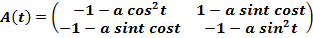 A(t) = (−1 − a cos²t   1 − a sint cost
−1 − a sint cost   −1 − a sin²t)